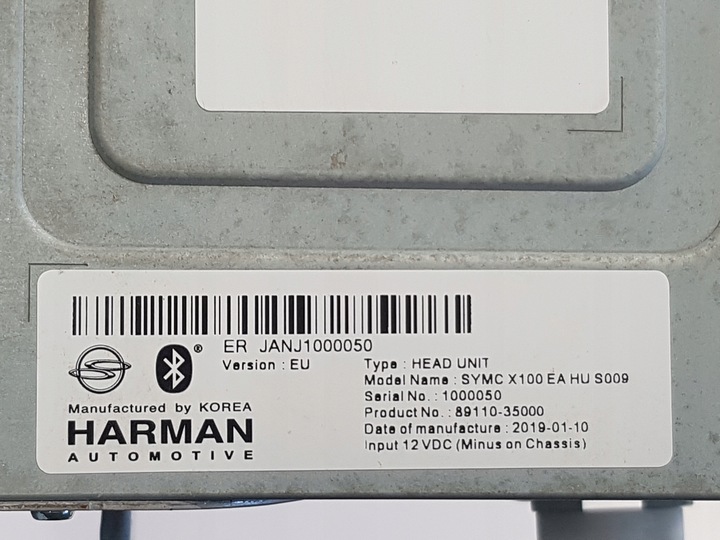 ER JANJ1000050
Version : EU
Type : HEAD UNIT
Model Name : SYMC X100 EA HU S009
Serial No. : 1000050
Product No. : 89110-35000
Date of manufacture : 2019-01-10
Input 12 VDC (Minus on Chassis)
Manufactured by KOREA
HARMAN
AUTOMOTIVE